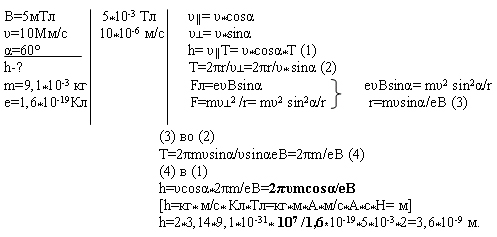 B=5мТл 5*10⁻³ Тл υ‖= υ*cosα
υ=10Мм/с 10*10⁻⁶ м/с υ⊥= υ*sinα
α=60° h= υ‖T= υ*cosα*T (1)
h-? T=2πr/υ⊥=2πr/υ* sinα (2)
m=9,1*10⁻³ кг Fл=eυBsinα eυBsinα= mυ² sin²α/r
e=1,6*10⁻¹⁹Кл F=mυ⊥² /r= mυ² sin²α/r r=mυsinα/eB (3)
(3) во (2)
T=2πmυsinα/υsinαeB=2πm/eB (4)
(4) в (1)
h=υcosα*2πm/eB=2πυmcosα/eB
[h=кг*м/с*Кл*Тл=кг*м*А*м/с*А*с*Н= м]
h=2*3,14*9,1*10⁻³¹* 10⁷ /1,6*10⁻¹⁹*5*10⁻³*2=3,6*10⁻⁹ м.